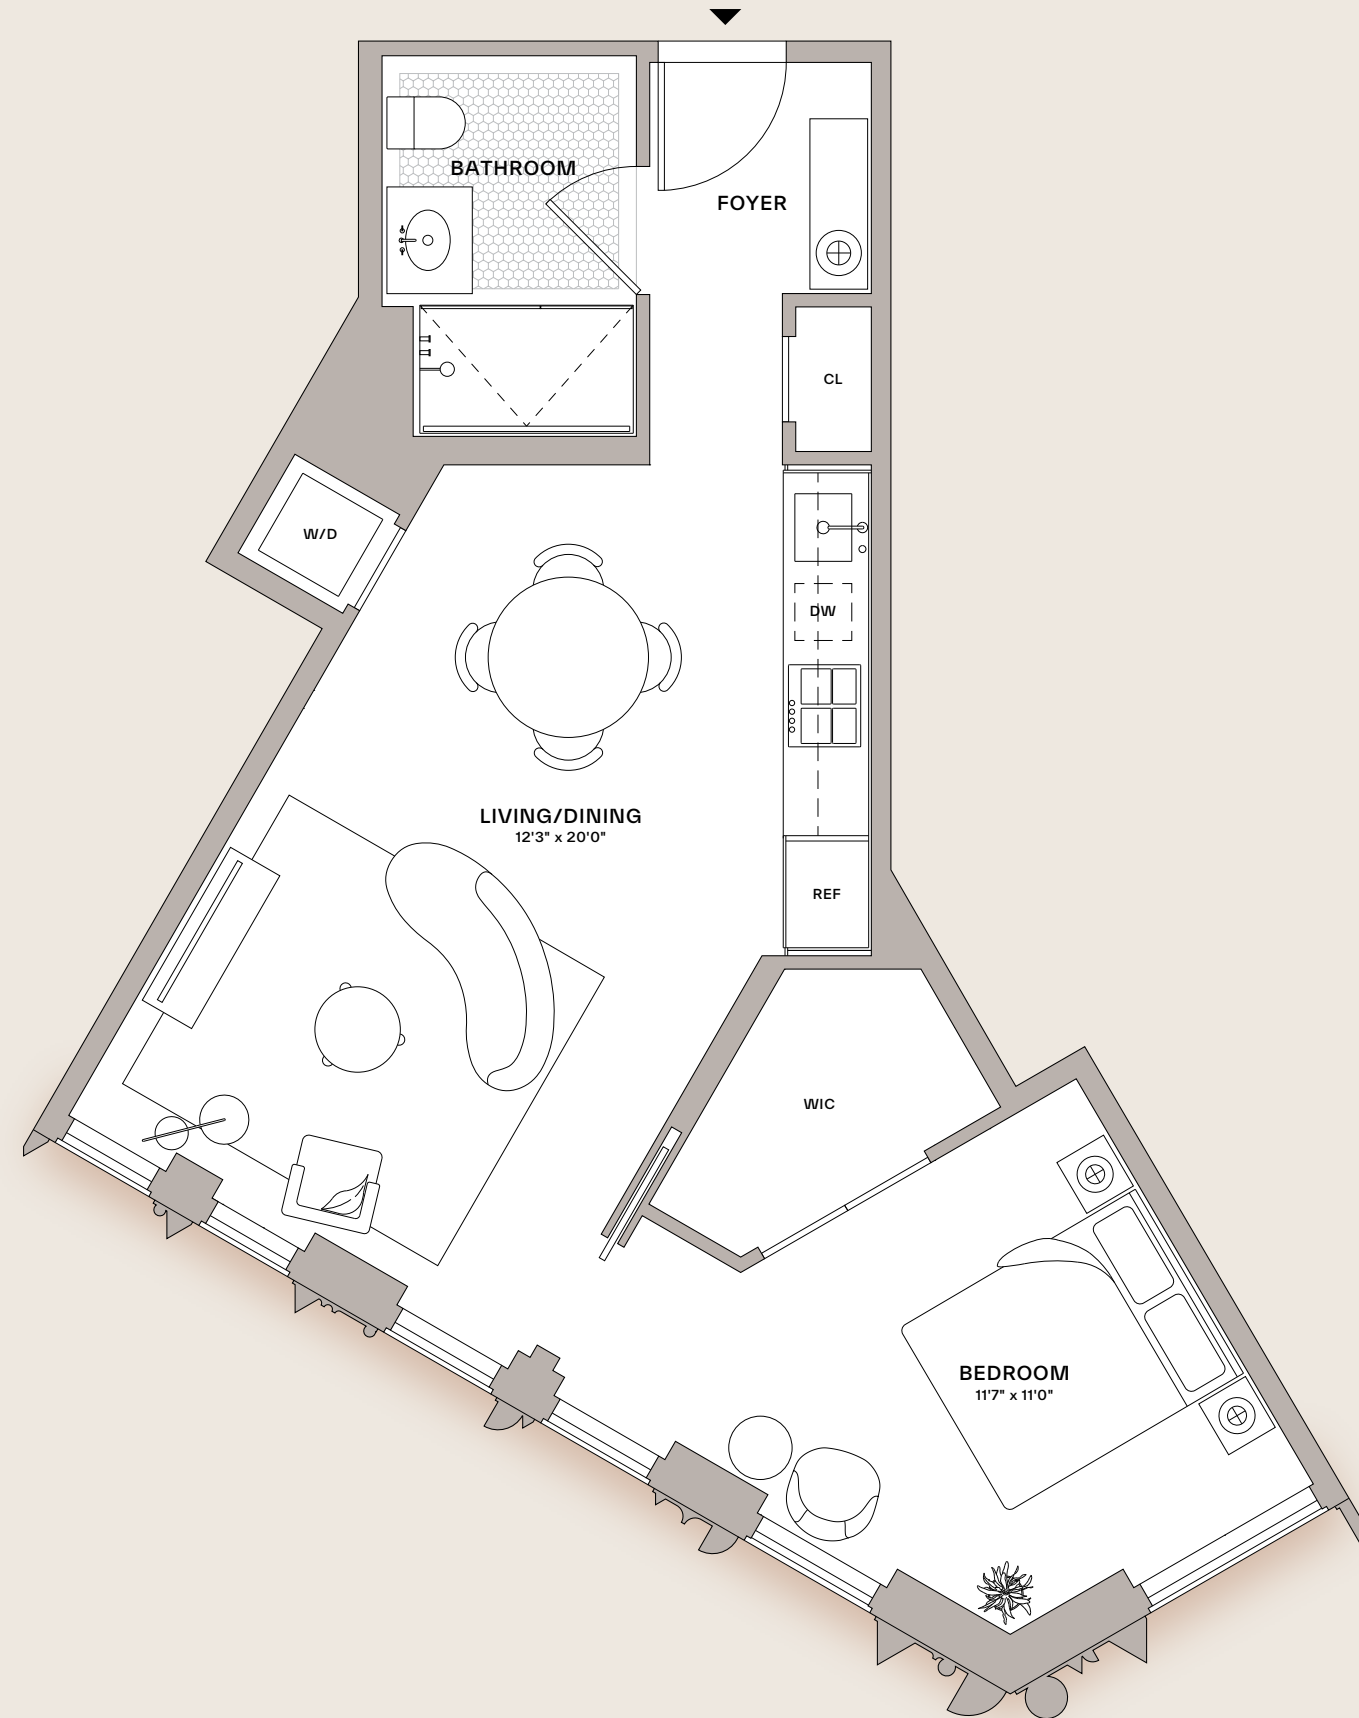 BATHROOM
FOYER
CL
W/D
DW
LIVING/DINING
12'3" x 20'0"
REF
WIC
BEDROOM
11'7" x 11'0"